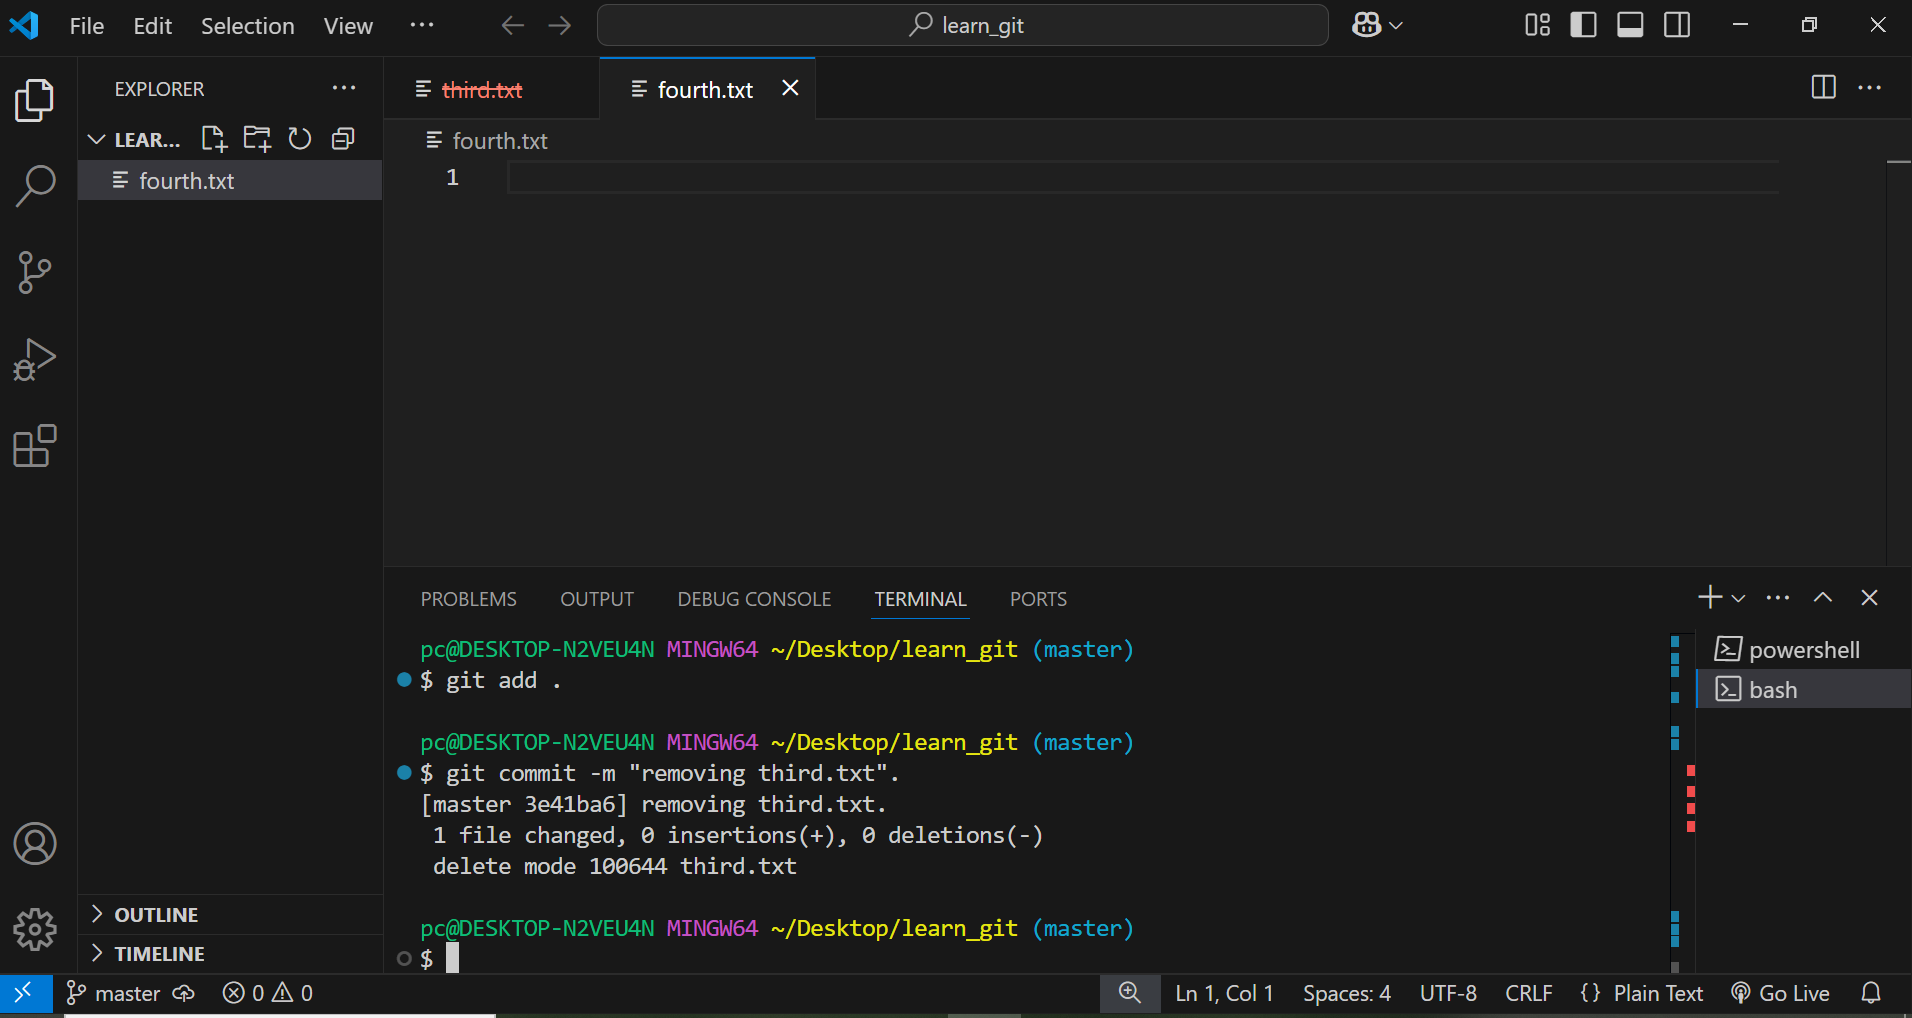 File Edit Selection View ··· learn_git
EXPLORER ···
LEAR...
fourth.txt
third.txt fourth.txt
fourth.txt
1
PROBLEMS OUTPUT DEBUG CONSOLE TERMINAL PORTS
pc@DESKTOP-N2VEU4N MINGW64 ~/Desktop/learn_git (master)
$ git add .
pc@DESKTOP-N2VEU4N MINGW64 ~/Desktop/learn_git (master)
$ git commit -m "removing third.txt".
[master 3e41ba6] removing third.txt.
1 file changed, 0 insertions(+), 0 deletions(-)
delete mode 100644 third.txt
pc@DESKTOP-N2VEU4N MINGW64 ~/Desktop/learn_git (master)
$
powershell
bash
OUTLINE
TIMELINE
master 0 0 Ln 1, Col 1 Spaces: 4 UTF-8 CRLF {} Plain Text Go Live